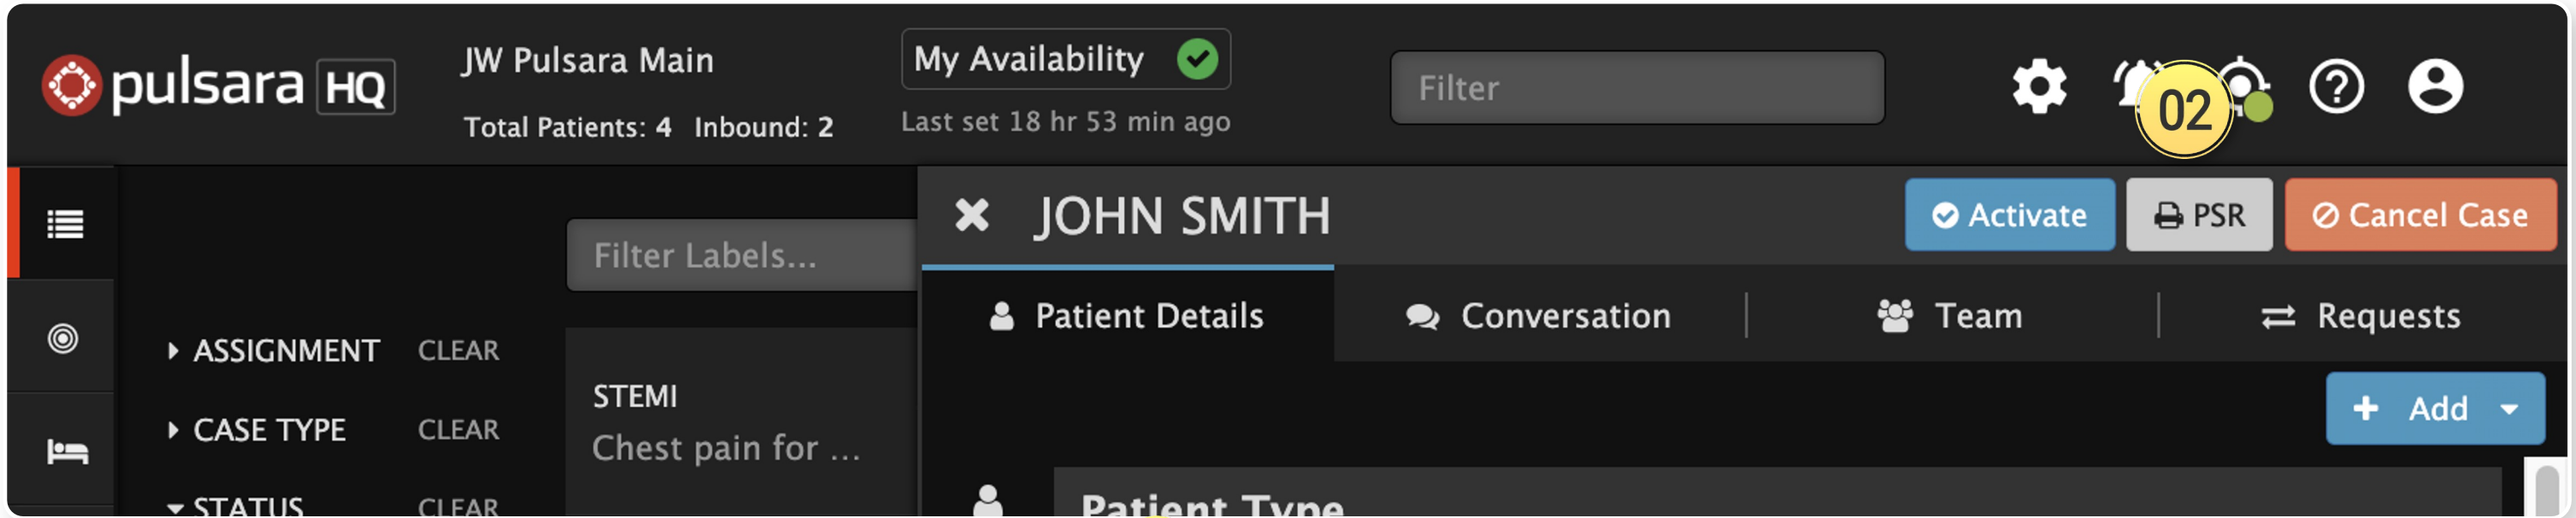 pulsara HQ
JW Pulsara Main
Total Patients: 4 Inbound: 2
My Availability
Last set 18 hr 53 min ago
Filter
02
JOHN SMITH
Activate
PSR
Cancel Case
Filter Labels...
Patient Details
Conversation
Team
Requests
ASSIGNMENT CLEAR
CASE TYPE CLEAR
STATUS CLEAR
STEMI
Chest pain for ...
Add
Patient Type